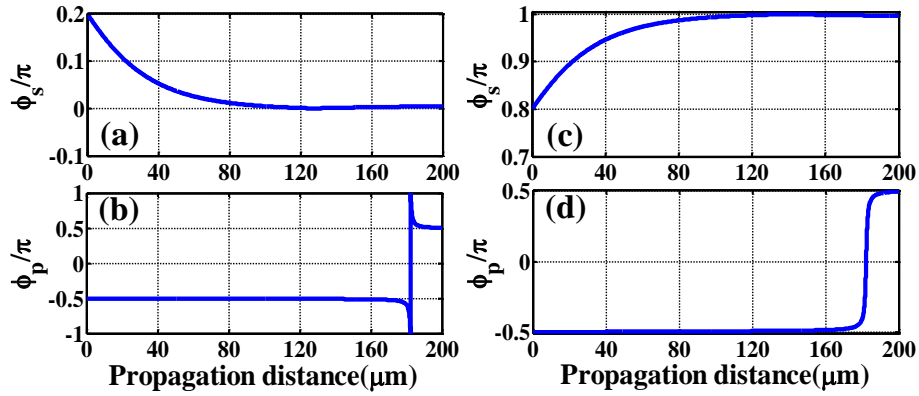 0.2
0.1
0
-0.1
ϕs/π
(a)
0 40 80 120 160 200
1
0.9
0.8
0.7
ϕs/π
(c)
0 40 80 120 160 200
1
0.5
0
-0.5
-1
ϕp/π
(b)
0 40 80 120 160 200
Propagation distance(μm)
0.5
0
-0.5
ϕp/π
(d)
0 40 80 120 160 200
Propagation distance(μm)